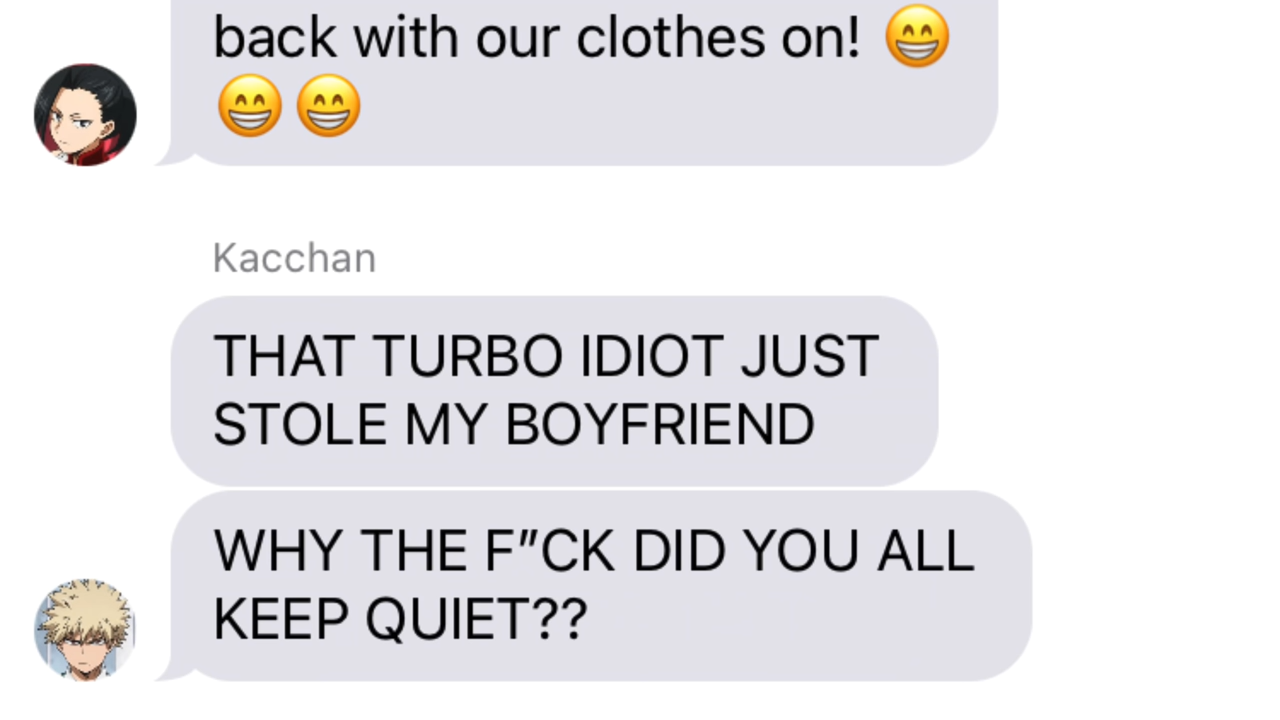 back with our clothes on! 😁
😁 😁
Kacchan
THAT TURBO IDIOT JUST
STOLE MY BOYFRIEND
WHY THE F”CK DID YOU ALL
KEEP QUIET??